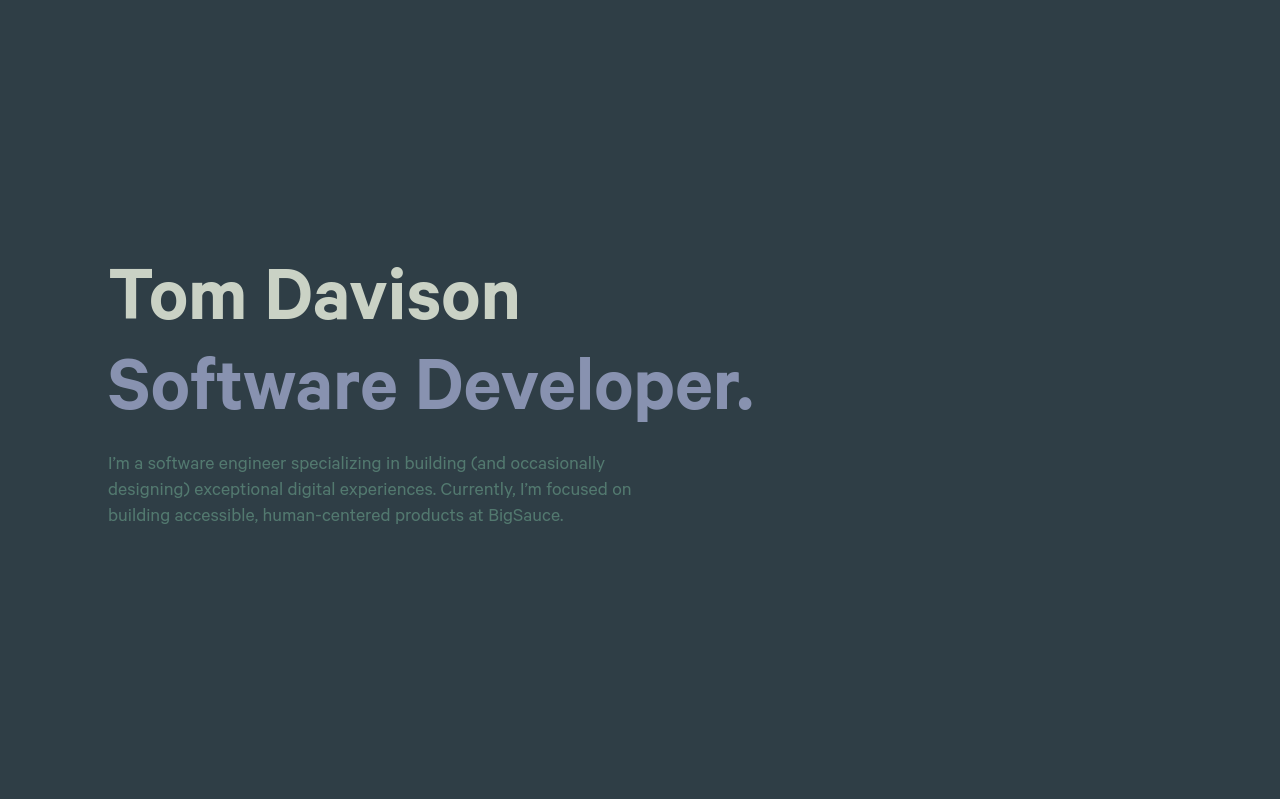 Tom Davison
Software Developer.
I’m a software engineer specializing in building (and occasionally
designing) exceptional digital experiences. Currently, I’m focused on
building accessible, human-centered products at BigSauce.